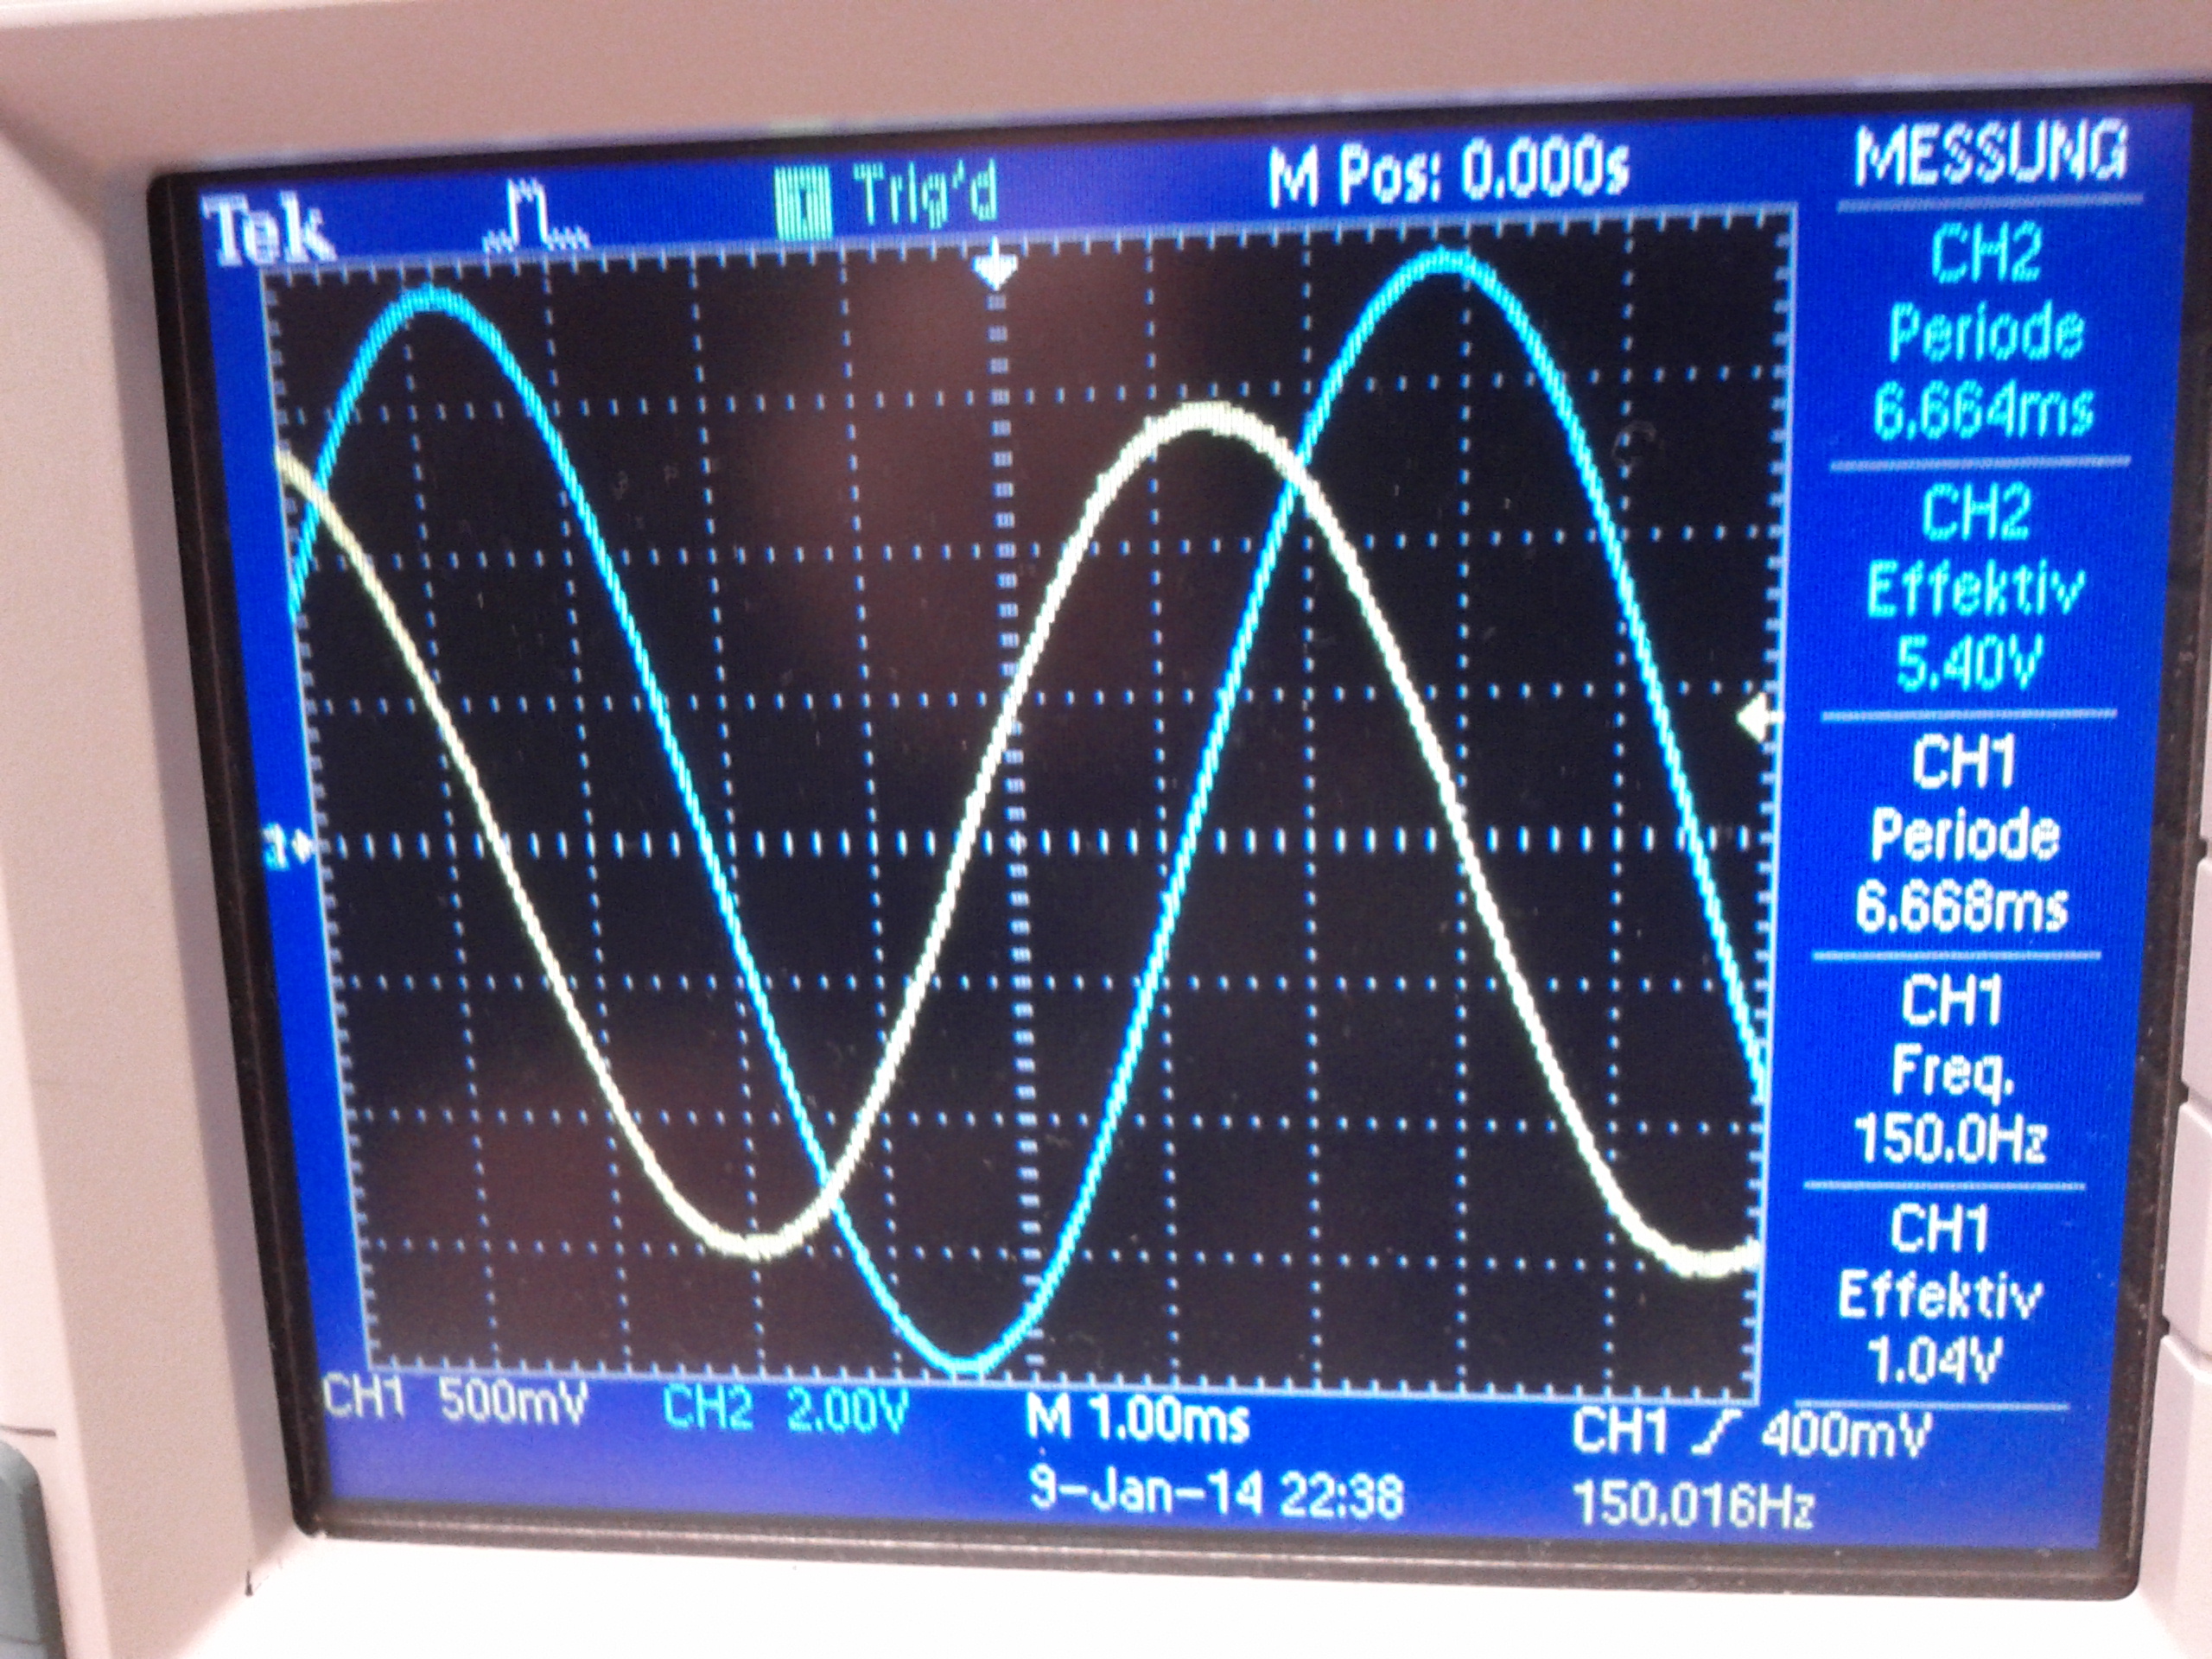 Tek Trig'd M Pos: 0.000s MESSUNG
CH2
Periode
6.664ms
CH2
Effektiv
5.40V
CH1
Periode
6.668ms
CH1
Freq.
150.0Hz
CH1
Effektiv
1.04V
CH1 500mV CH2 2.00V M 1.00ms CH1 400mV
9-Jan-14 22:38 150.016Hz